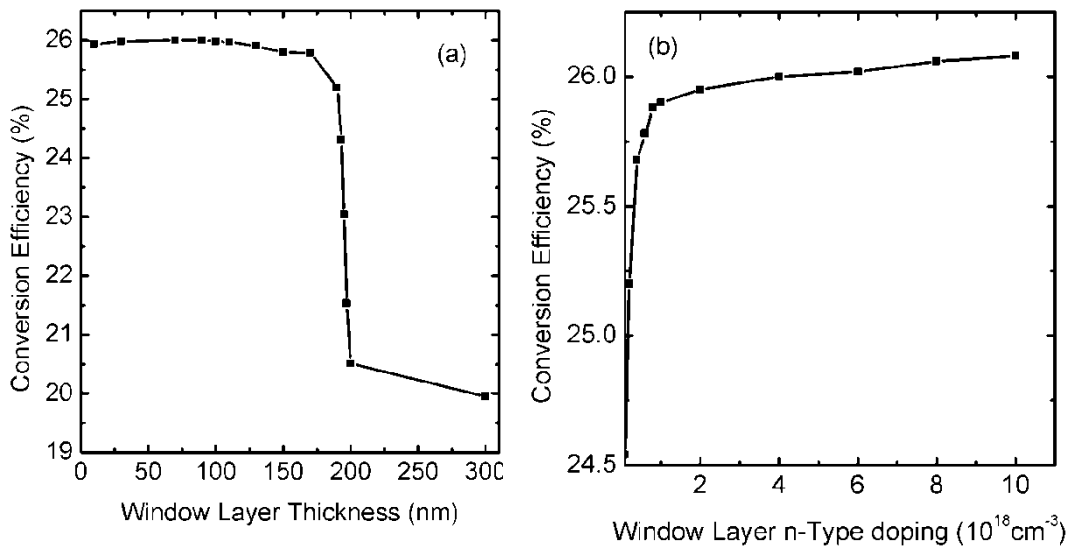 (a)
Conversion Efficiency (%)
26
25
24
23
22
21
20
19
0 50 100 150 200 250 300
Window Layer Thickness (nm)
(b)
Conversion Efficiency (%)
26.0
25.5
25.0
24.5
2 4 6 8 10
Window Layer n-Type doping (10¹⁸cm⁻³)